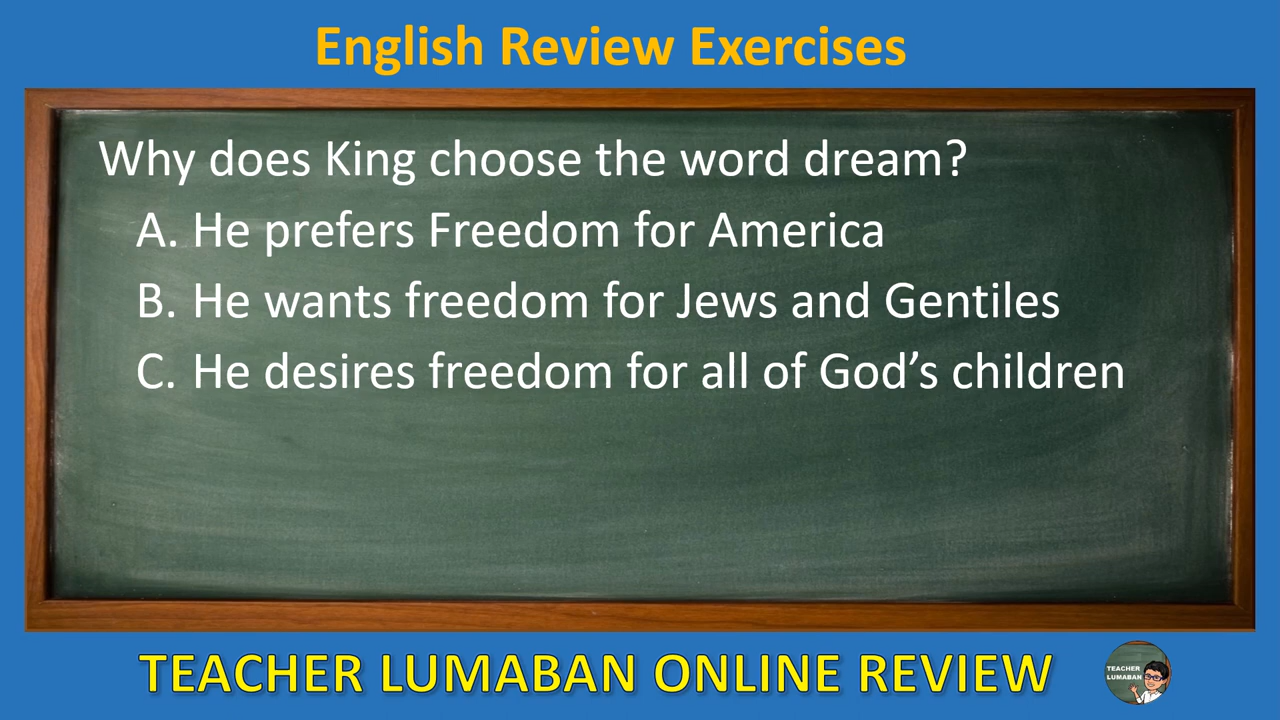 English Review Exercises
Why does King choose the word dream?
A. He prefers Freedom for America
B. He wants freedom for Jews and Gentiles
C. He desires freedom for all of God’s children
TEACHER LUMABAN ONLINE REVIEW
TEACHER
LUMABAN